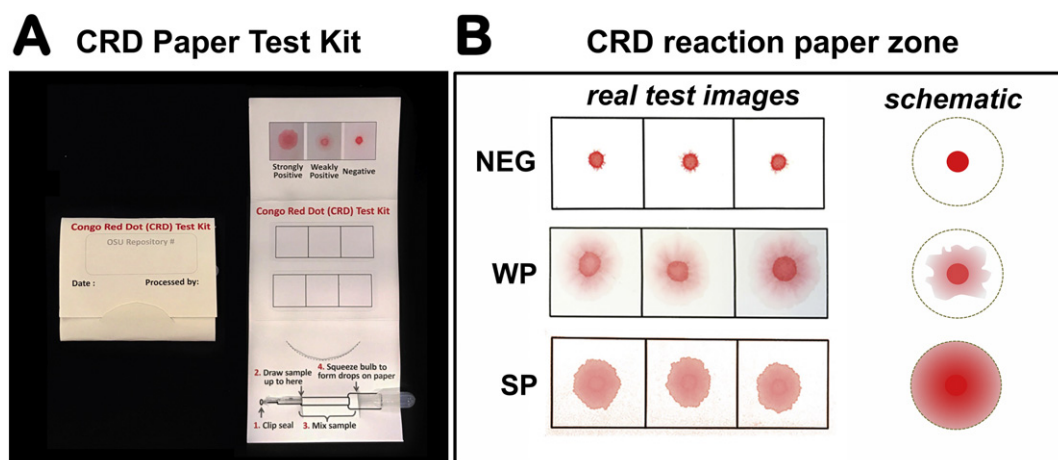 A CRD Paper Test Kit
Strongly Positive
Weakly Positive
Negative
Congo Red Dot (CRD) Test Kit
OSU Repository #
Date :
Processed by:
Congo Red Dot (CRD) Test Kit
4. Squeeze bulb to form drops on paper
2. Draw sample up to here
1. Clip seal
3. Mix sample
B CRD reaction paper zone
real test images
schematic
NEG
WP
SP